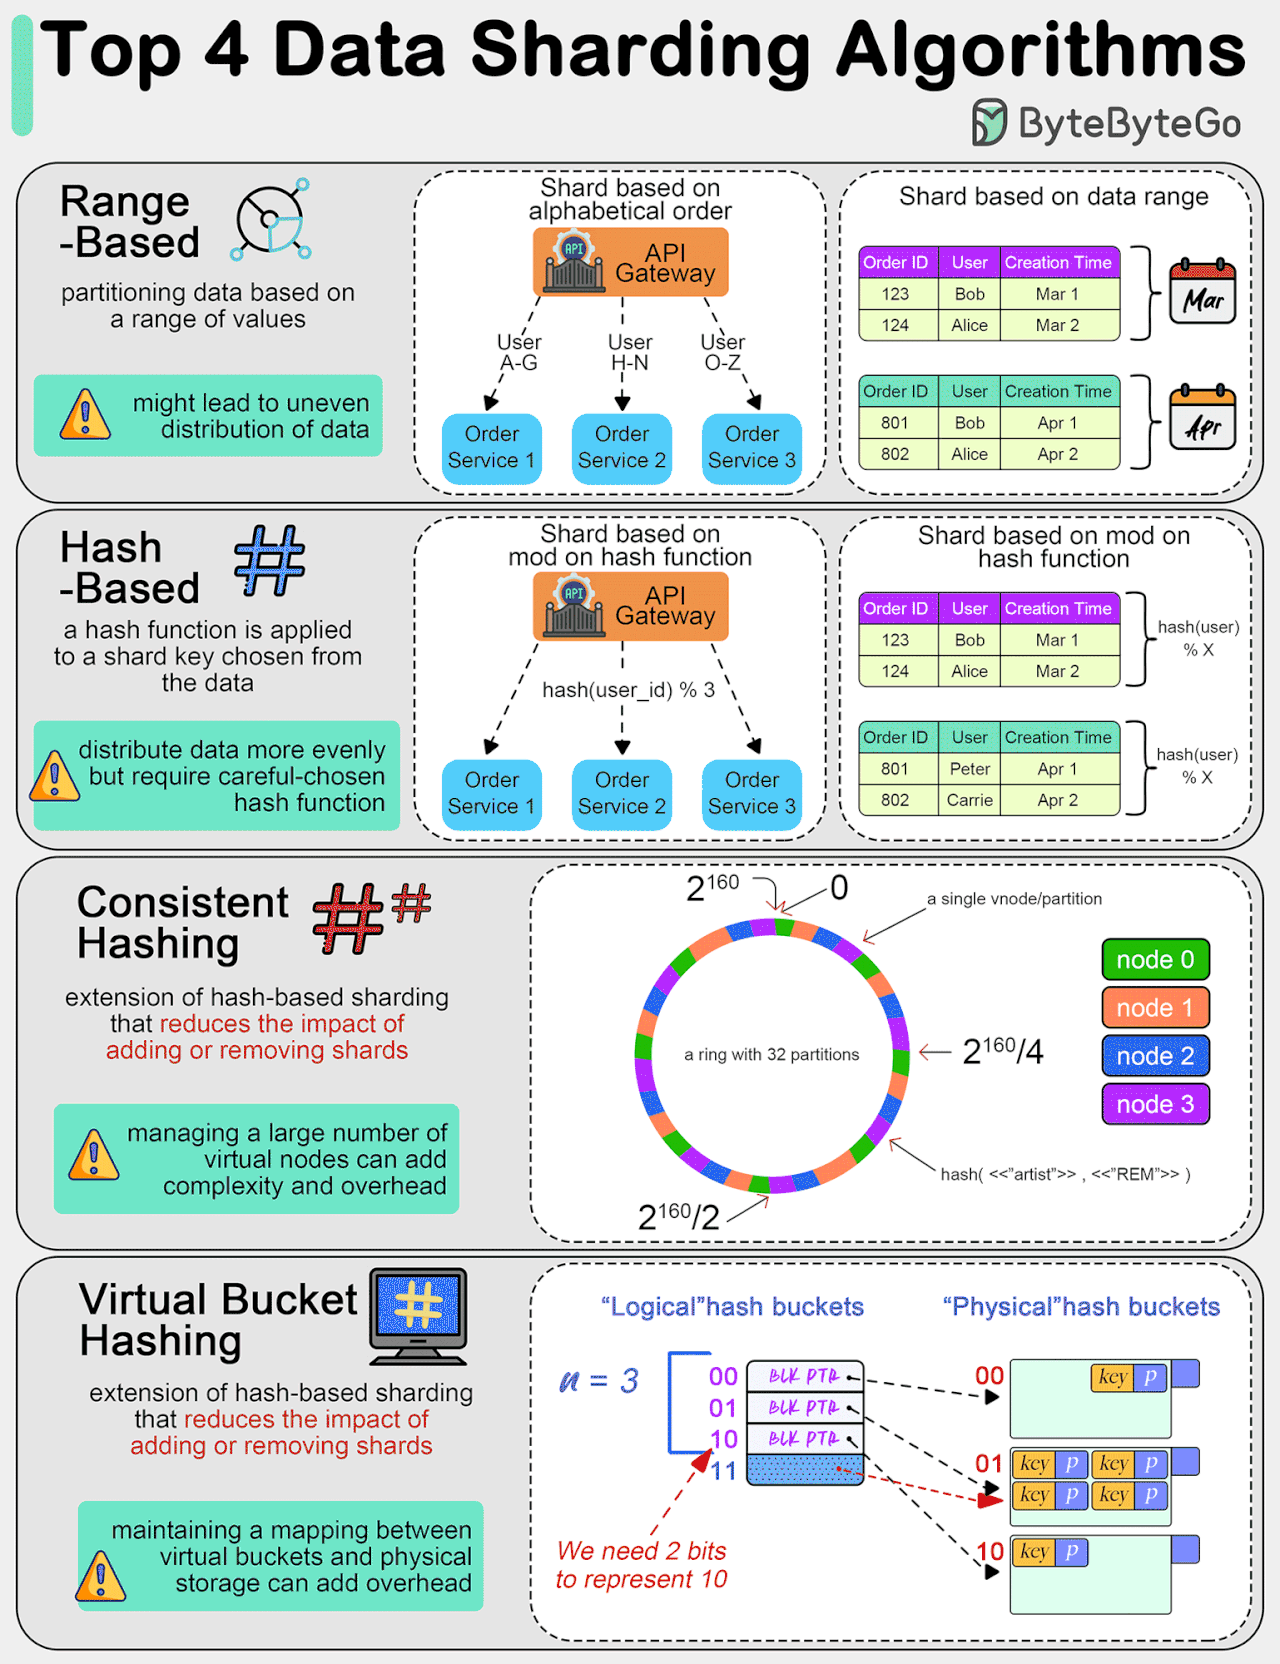 Top 4 Data Sharding Algorithms
ByteByteGo
Range
-Based
partitioning data based on
a range of values
might lead to uneven
distribution of data
Shard based on
alphabetical order
API
API
Gateway
User
A-G
User
H-N
User
O-Z
Order
Service 1
Order
Service 2
Order
Service 3
Shard based on data range
Order ID User Creation Time
123 Bob Mar 1
124 Alice Mar 2
Mar
Order ID User Creation Time
801 Bob Apr 1
802 Alice Apr 2
Apr
Hash
-Based
a hash function is applied
to a shard key chosen from
the data
distribute data more evenly
but require careful-chosen
hash function
Shard based on
mod on hash function
API
API
Gateway
hash(user_id) % 3
Order
Service 1
Order
Service 2
Order
Service 3
Shard based on mod on
hash function
Order ID User Creation Time
123 Bob Mar 1
124 Alice Mar 2
hash(user)
% X
Order ID User Creation Time
801 Peter Apr 1
802 Carrie Apr 2
hash(user)
% X
Consistent
Hashing
extension of hash-based sharding
that reduces the impact of
adding or removing shards
managing a large number of
virtual nodes can add
complexity and overhead
2^160
0
a single vnode/partition
a ring with 32 partitions
2^160/4
hash( <<"artist">> , <<"REM">> )
2^160/2
node 0
node 1
node 2
node 3
Virtual Bucket
Hashing
extension of hash-based sharding
that reduces the impact of
adding or removing shards
maintaining a mapping between
virtual buckets and physical
storage can add overhead
"Logical"hash buckets
"Physical"hash buckets
n = 3
00 BLK PTR
01 BLK PTR
10 BLK PTR
11
We need 2 bits
to represent 10
00
key p
01
key p key p
key p key p
10
key p